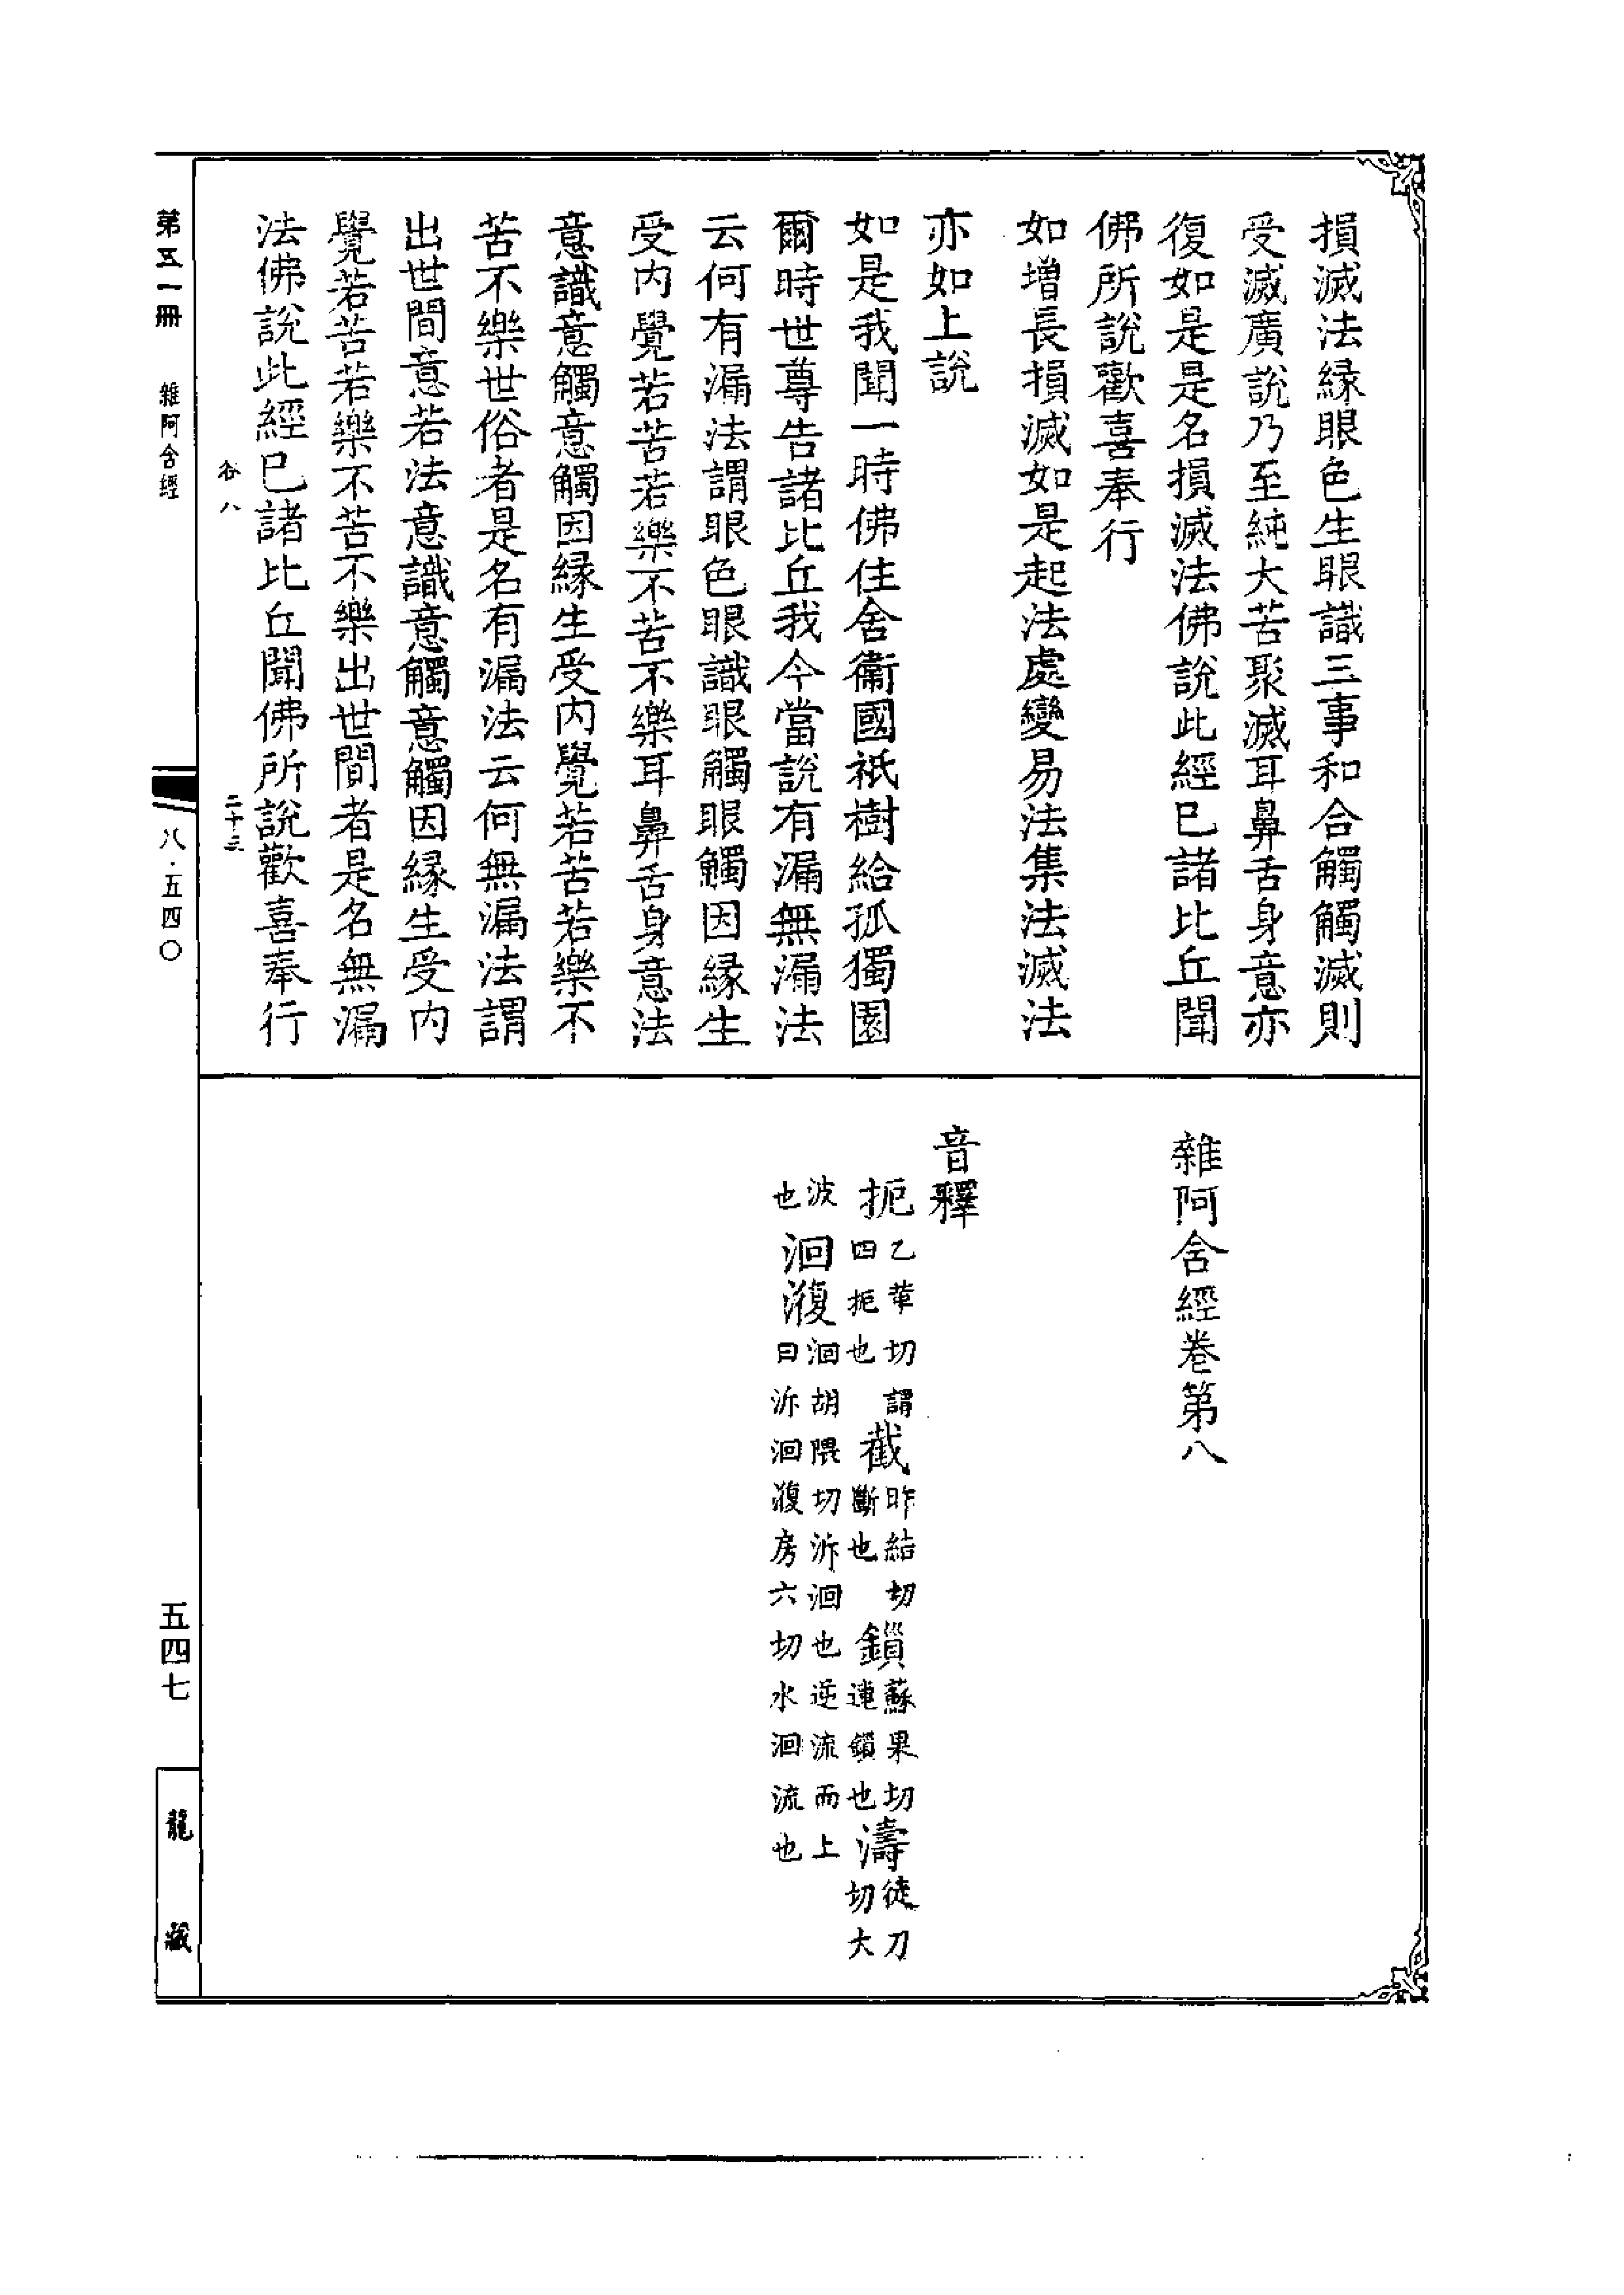 損滅法緣眼色生眼識三事和合觸觸滅則
受滅廣說乃至純大苦聚滅耳鼻舌身意亦
復如是是名損滅法佛說此經已諸比丘聞
佛所說歡喜奉行
如增長損滅如是起法處變易法集法滅法
亦如上說
如是我聞一時佛住舍衞國祇樹給孤獨園
爾時世尊告諸比丘我今當說有漏無漏法
云何有漏法謂眼色眼識眼觸眼觸因緣生
受內覺若苦若樂不苦不樂耳鼻舌身意法
意識意觸意觸因緣生受內覺若苦若樂不
苦不樂世俗者是名有漏法云何無漏法謂
出世間意若法意識意觸意觸因緣生受內
覺若苦若樂不苦不樂出世間者是名無漏
法佛說此經已諸比丘聞佛所說歡喜奉行
谷八 二十三
雜阿含經卷第八
音釋
扼乙革切謂四扼也 截昨結切斷也 鎖蘇果切連鎖也 濤徒刀切大
波也 洄澓洄胡隈切泝洄也逆流而上曰泝洄澓房六切水洄流也
第五一冊 雜阿含經 八·五四〇 五四七 龍藏